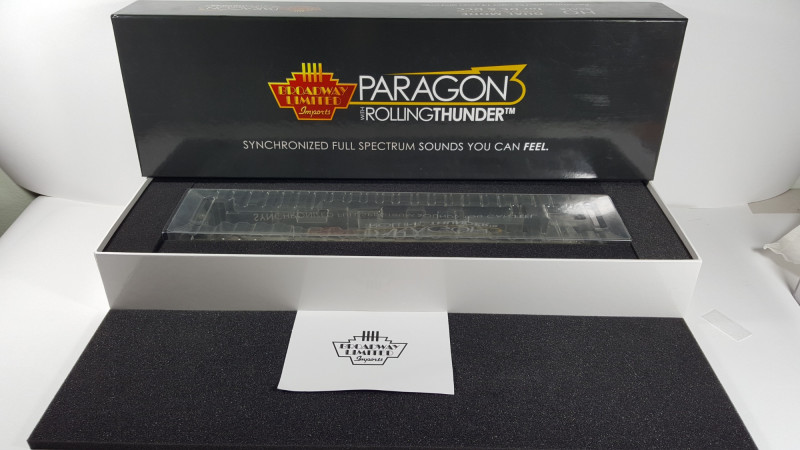 BROADWAY
LIMITED
Imports
PARAGON3
WITH ROLLINGTHUNDER™
SYNCHRONIZED FULL SPECTRUM SOUNDS YOU CAN FEEL.
BROADWAY
LIMITED
Imports